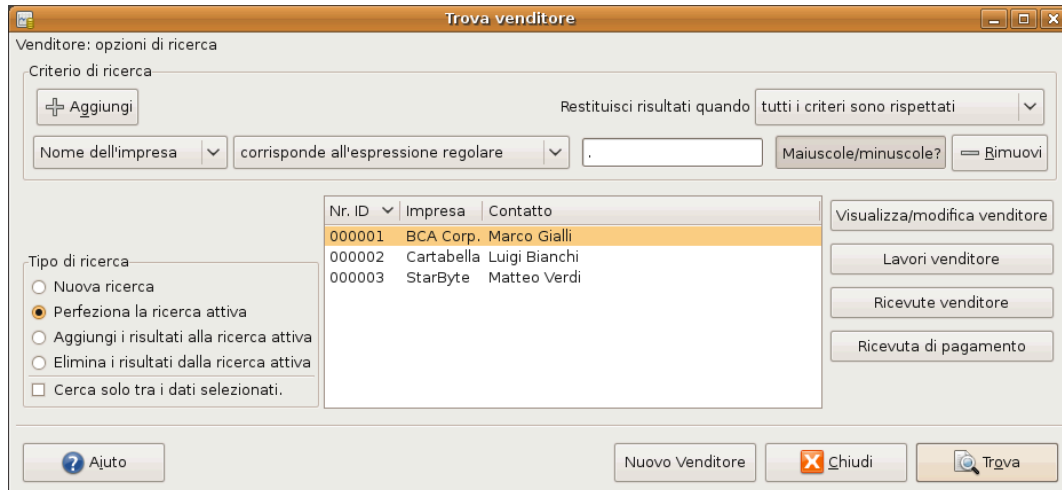 Trova venditore
Venditore: opzioni di ricerca
Criterio di ricerca
Aggiungi
Restituisci risultati quando tutti i criteri sono rispettati
Nome dell'impresa corrisponde all'espressione regolare . Maiuscole/minuscole? Rimuovi
Nr. ID Impresa Contatto
000001 BCA Corp. Marco Gialli
000002 Cartabella Luigi Bianchi
000003 StarByte Matteo Verdi
Tipo di ricerca
Nuova ricerca
Perfeziona la ricerca attiva
Aggiungi i risultati alla ricerca attiva
Elimina i risultati dalla ricerca attiva
Cerca solo tra i dati selezionati.
Visualizza/modifica venditore
Lavori venditore
Ricevute venditore
Ricevuta di pagamento
Aiuto
Nuovo Venditore
Chiudi
Trova